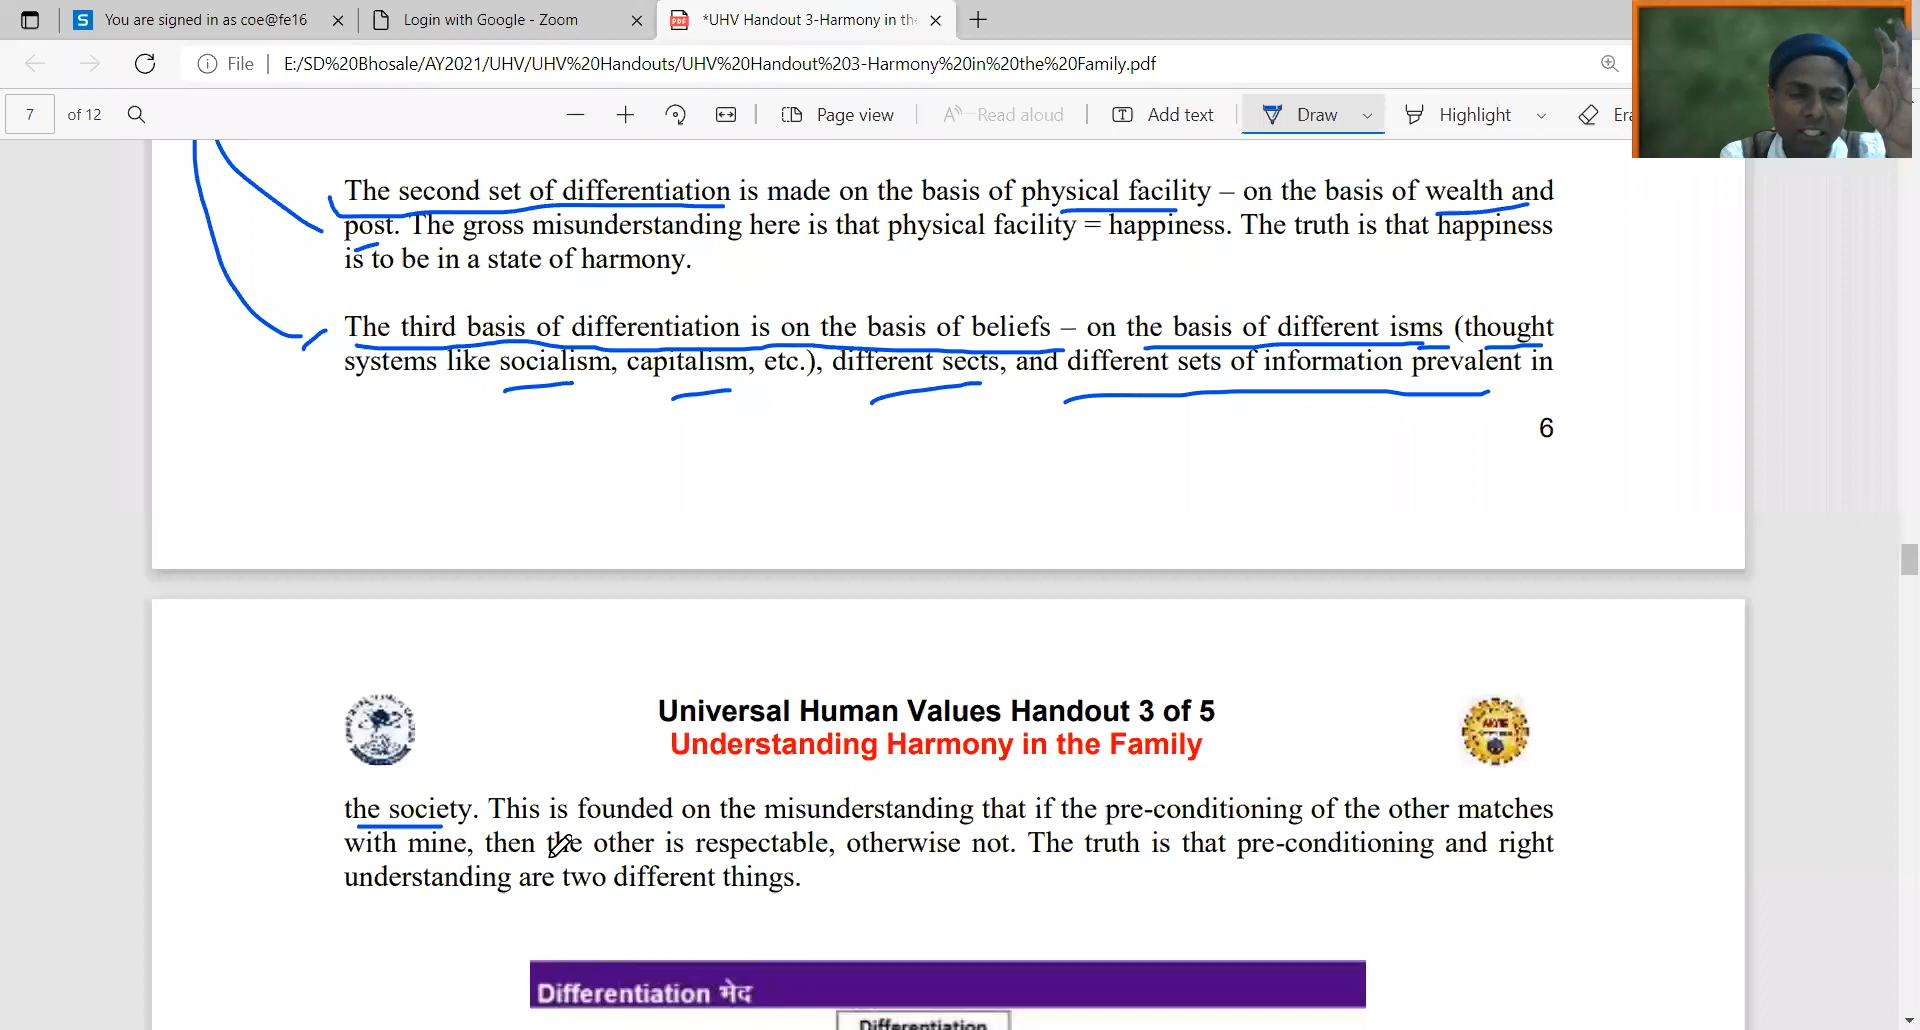 You are signed in as coe@fe16
Login with Google - Zoom
*UHV Handout 3-Harmony in the
File
E:/SD%20Bhosale/AY2021/UHV/UHV%20Handouts/UHV%20Handout%203-Harmony%20in%20the%20Family.pdf
7 of 12
Page view
Read aloud
Add text
Draw
Highlight
Era
The second set of differentiation is made on the basis of physical facility – on the basis of wealth and
post. The gross misunderstanding here is that physical facility = happiness. The truth is that happiness
is to be in a state of harmony.
The third basis of differentiation is on the basis of beliefs – on the basis of different isms (thought
systems like socialism, capitalism, etc.), different sects, and different sets of information prevalent in
6
Universal Human Values Handout 3 of 5
Understanding Harmony in the Family
the society. This is founded on the misunderstanding that if the pre-conditioning of the other matches
with mine, then the other is respectable, otherwise not. The truth is that pre-conditioning and right
understanding are two different things.
Differentiation भेद
Differentiation